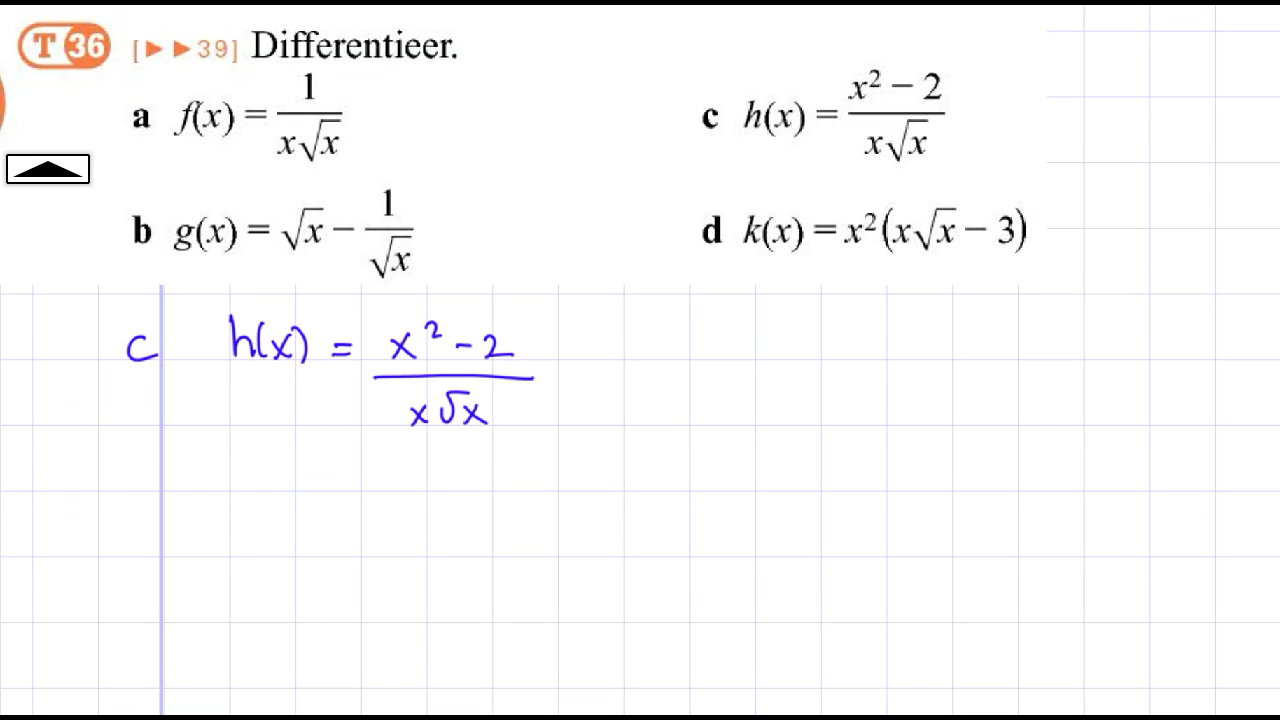 T 36 [►►39] Differentieer.
a f(x) = 1/(x√x)
c h(x) = (x² − 2)/(x√x)
b g(x) = √x − 1/√x
d k(x) = x²(x√x − 3)
c h(x) = (x² - 2)/(x√x)